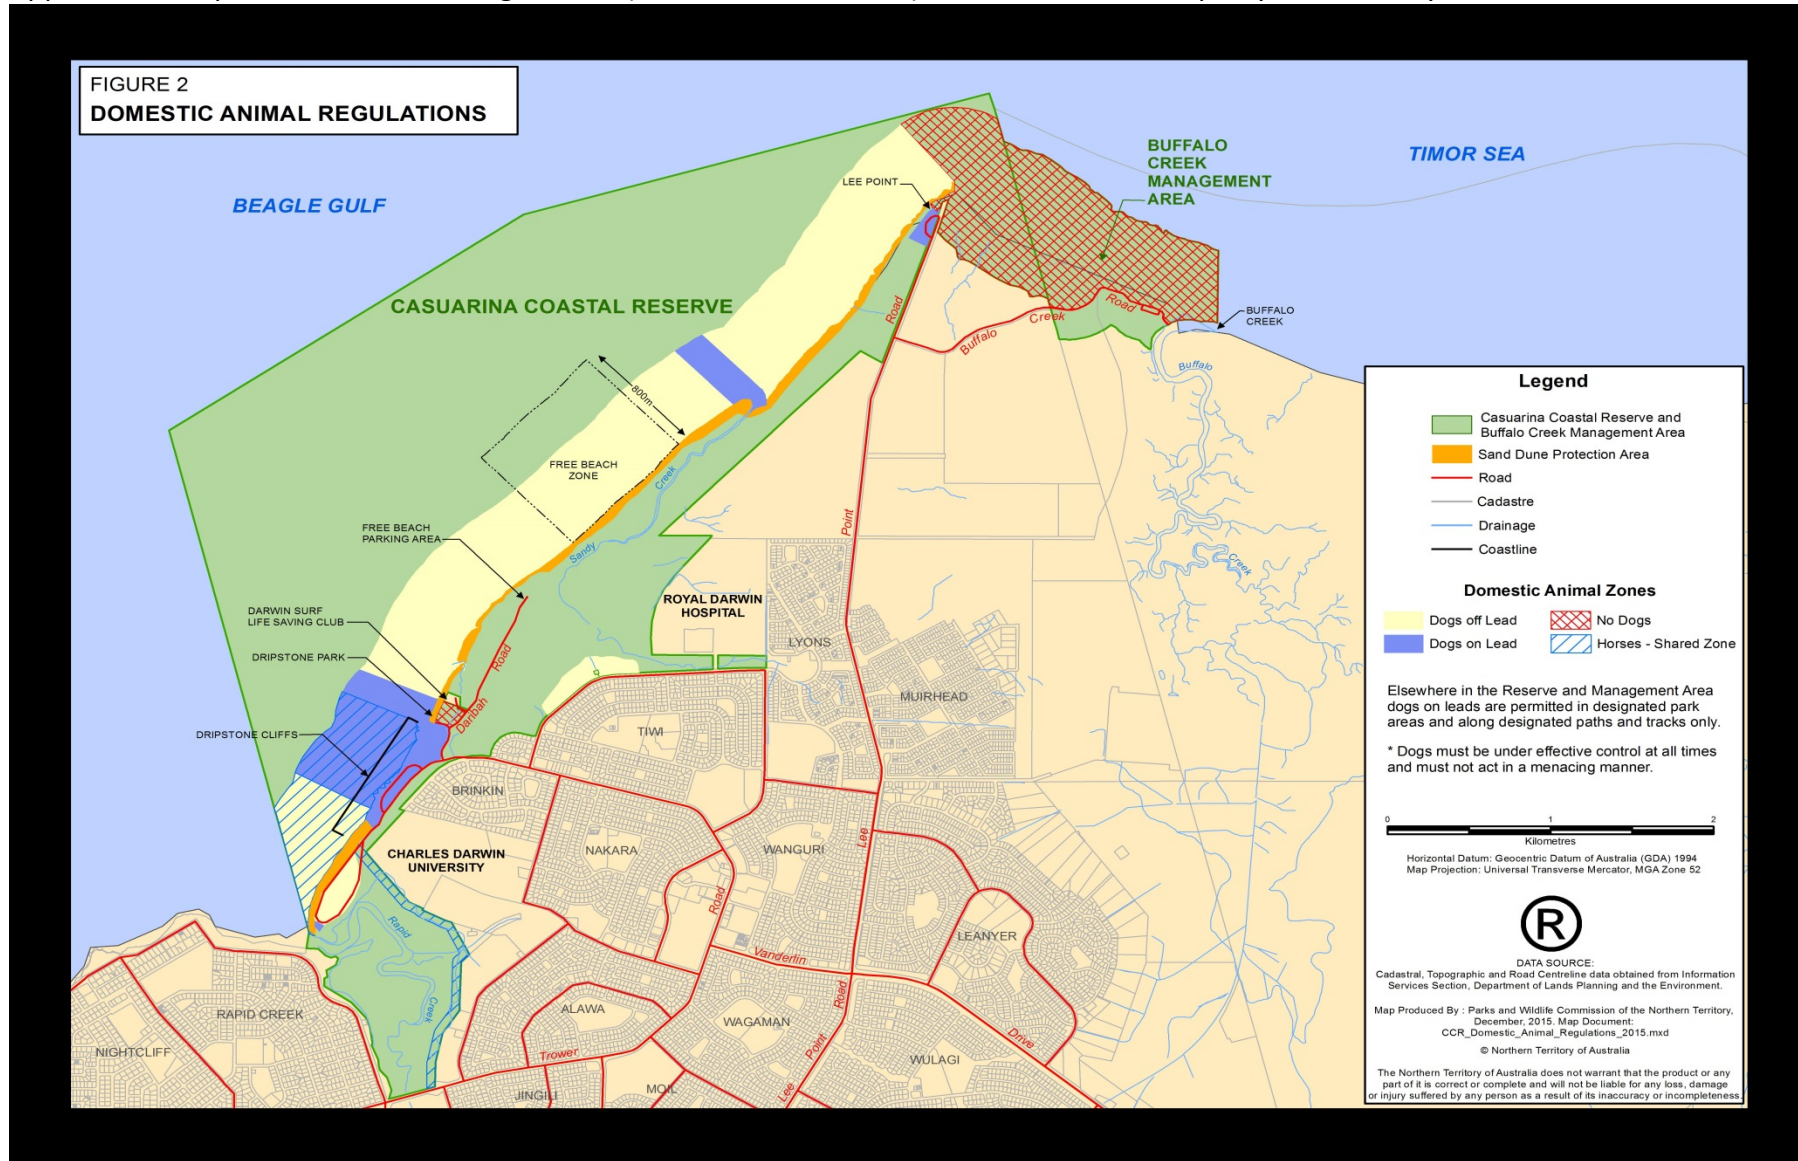 FIGURE 2
DOMESTIC ANIMAL REGULATIONS
BEAGLE GULF
TIMOR SEA
BUFFALO
CREEK
MANAGEMENT
AREA
LEE POINT
CASUARINA COASTAL RESERVE
Road
Buffalo
Creek
Road
BUFFALO
CREEK
Buffalo
Creek
800m
FREE BEACH
ZONE
Creek
Sandy
FREE BEACH
PARKING AREA
Point
ROYAL DARWIN
HOSPITAL
LYONS
DARWIN SURF
LIFE SAVING CLUB
DRIPSTONE PARK
Road
Dariba
DRIPSTONE CLIFFS
MUIRHEAD
TIWI
BRINKIN
CHARLES DARWIN
UNIVERSITY
NAKARA
WANGURI
Lee
Road
Rapid
Creek
LEANYER
Vanderlin
Road
Drive
RAPID CREEK
ALAWA
WAGAMAN
NIGHTCLIFF
Trower
Point
WULAGI
JINGILI
MOIL
Lee
Legend
Casuarina Coastal Reserve and
Buffalo Creek Management Area
Sand Dune Protection Area
Road
Cadastre
Drainage
Coastline
Domestic Animal Zones
Dogs off Lead
No Dogs
Dogs on Lead
Horses - Shared Zone
Elsewhere in the Reserve and Management Area
dogs on leads are permitted in designated park
areas and along designated paths and tracks only.
* Dogs must be under effective control at all times
and must not act in a menacing manner.
0 1 2
Kilometres
Horizontal Datum: Geocentric Datum of Australia (GDA) 1994
Map Projection: Universal Transverse Mercator, MGA Zone 52
R
DATA SOURCE:
Cadastral, Topographic and Road Centreline data obtained from Information
Services Section, Department of Lands Planning and the Environment.
Map Produced By : Parks and Wildlife Commission of the Northern Territory,
December, 2015. Map Document:
CCR_Domestic_Animal_Regulations_2015.mxd
© Northern Territory of Australia
The Northern Territory of Australia does not warrant that the product or any
part of it is correct or complete and will not be liable for any loss, damage
or injury suffered by any person as a result of its inaccuracy or incompleteness.